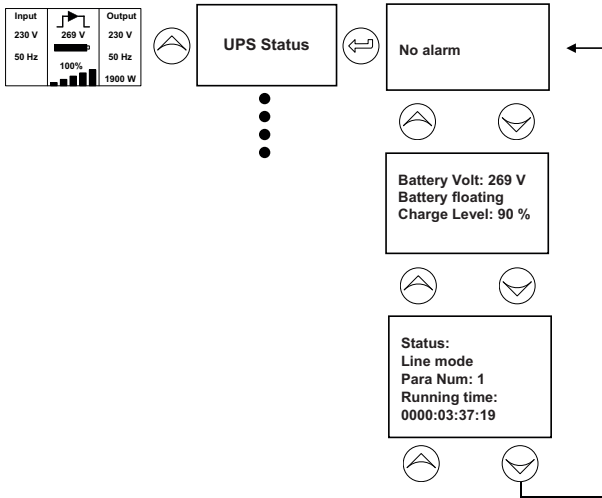 Input
Output
230 V
269 V
230 V
50 Hz
100%
50 Hz
1900 W
UPS Status
No alarm
Battery Volt: 269 V
Battery floating
Charge Level: 90 %
Status:
Line mode
Para Num: 1
Running time:
0000:03:37:19